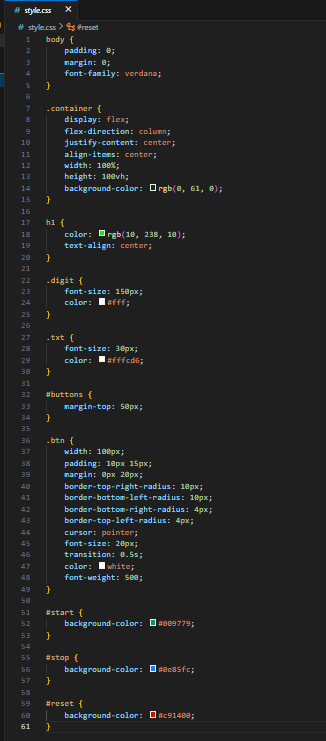 # style.css ×
# style.css > #reset
1 body {
2     padding: 0;
3     margin: 0;
4     font-family: verdana;
5 }
6
7 .container {
8     display: flex;
9     flex-direction: column;
10     justify-content: center;
11     align-items: center;
12     width: 100%;
13     height: 100vh;
14     background-color: rgb(0, 61, 0);
15 }
16
17 h1 {
18     color: rgb(10, 238, 10);
19     text-align: center;
20 }
21
22 .digit {
23     font-size: 150px;
24     color: #fff;
25 }
26
27 .txt {
28     font-size: 30px;
29     color: #fffcd6;
30 }
31
32 #buttons {
33     margin-top: 50px;
34 }
35
36 .btn {
37     width: 100px;
38     padding: 10px 15px;
39     margin: 0px 20px;
40     border-top-right-radius: 10px;
41     border-bottom-left-radius: 10px;
42     border-bottom-right-radius: 4px;
43     border-top-left-radius: 4px;
44     cursor: pointer;
45     font-size: 20px;
46     transition: 0.5s;
47     color: white;
48     font-weight: 500;
49 }
50
51 #start {
52     background-color: #009779;
53 }
54
55 #stop {
56     background-color: #0e85fc;
57 }
58
59 #reset {
60     background-color: #c91400;
61 }